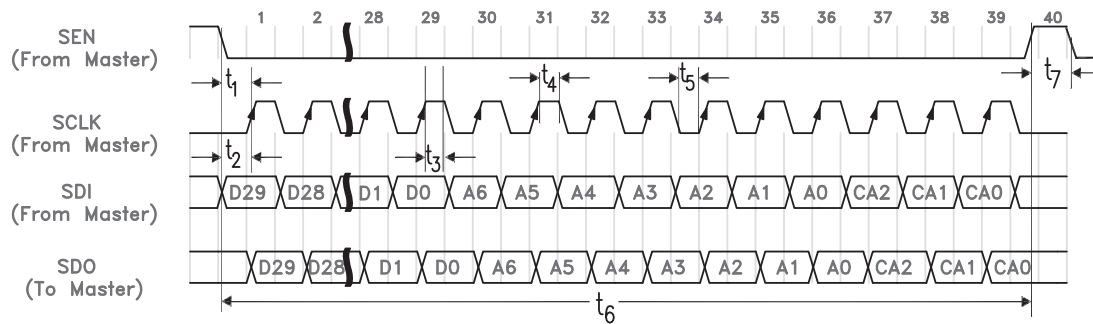 1 2 28 29 30 31 32 33 34 35 36 37 38 39 40
SEN
(From Master)
t1 t4 t5 t7
SCLK
(From Master)
t2 t3
SDI
(From Master)
D29 D28 D1 D0 A6 A5 A4 A3 A2 A1 A0 CA2 CA1 CA0
SDO
(To Master)
D29 D28 D1 D0 A6 A5 A4 A3 A2 A1 A0 CA2 CA1 CA0
t6